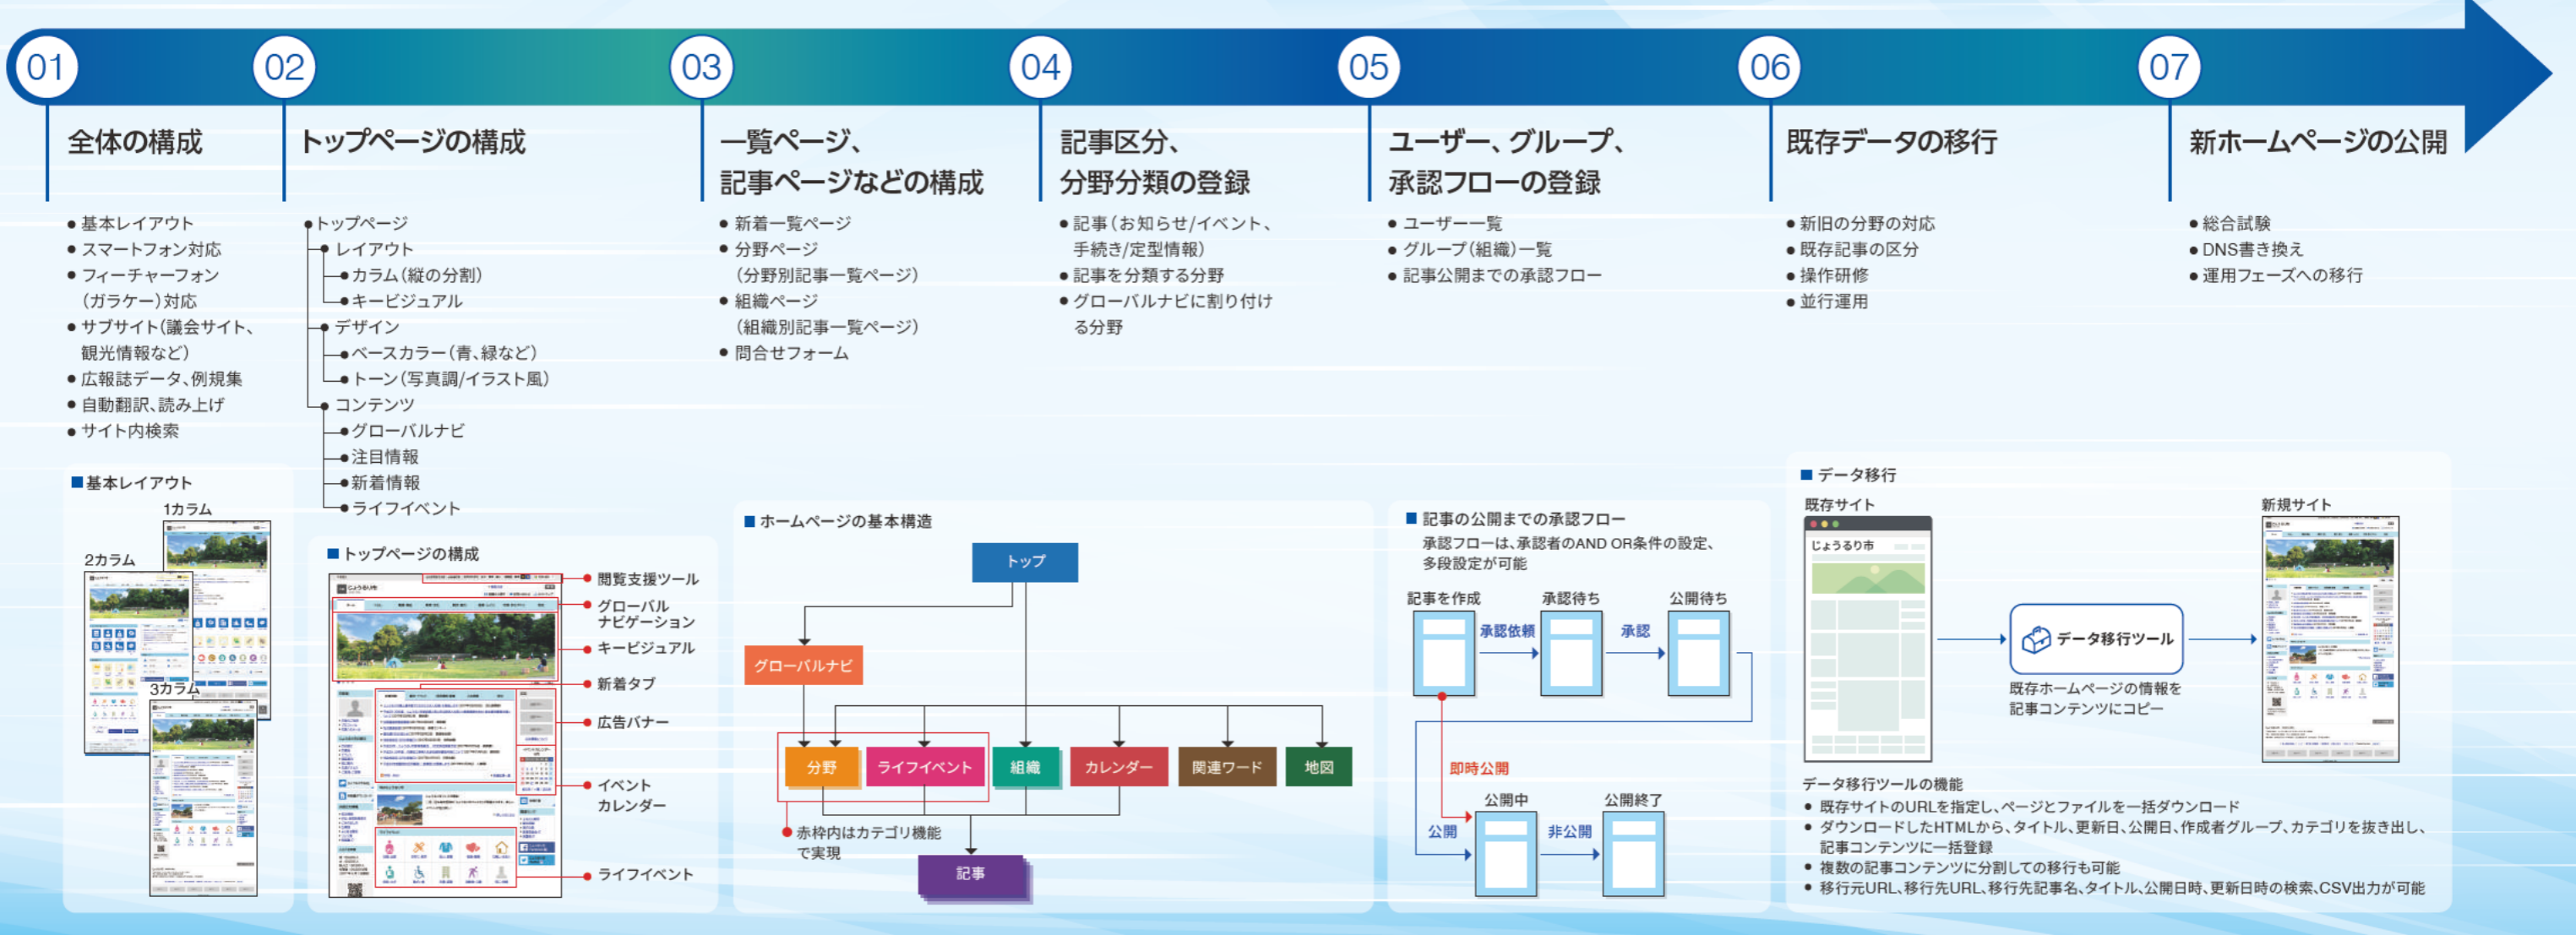 01
02
03
04
05
06
07
全体の構成
● 基本レイアウト
● スマートフォン対応
● フィーチャーフォン
（ガラケー）対応
● サブサイト（議会サイト、
観光情報など）
● 広報誌データ、例規集
● 自動翻訳、読み上げ
● サイト内検索
■ 基本レイアウト
1カラム
2カラム
3カラム
トップページの構成
● トップページ
● レイアウト
● カラム（縦の分割）
● キービジュアル
● デザイン
● ベースカラー（青、緑など）
● トーン（写真調/イラスト風）
● コンテンツ
● グローバルナビ
● 注目情報
● 新着情報
● ライフイベント
■ トップページの構成
● 閲覧支援ツール
● グローバル
ナビゲーション
● キービジュアル
● 新着タブ
● 広告バナー
● イベント
カレンダー
● ライフイベント
一覧ページ、
記事ページなどの構成
● 新着一覧ページ
● 分野ページ
（分野別記事一覧ページ）
● 組織ページ
（組織別記事一覧ページ）
● 問合せフォーム
記事区分、
分野分類の登録
● 記事（お知らせ/イベント、
手続き/定型情報）
● 記事を分類する分野
● グローバルナビに割り付け
る分野
■ ホームページの基本構造
トップ
グローバルナビ
分野
ライフイベント
組織
カレンダー
関連ワード
地図
● 赤枠内はカテゴリ機能
で実現
記事
ユーザー、グループ、
承認フローの登録
● ユーザー一覧
● グループ（組織）一覧
● 記事公開までの承認フロー
■ 記事の公開までの承認フロー
承認フローは、承認者のAND OR条件の設定、
多段設定が可能
記事を作成
承認待ち
公開待ち
承認依頼
承認
即時公開
公開中
公開終了
公開
非公開
既存データの移行
● 新旧の分野の対応
● 既存記事の区分
● 操作研修
● 並行運用
新ホームページの公開
● 総合試験
● DNS書き換え
● 運用フェーズへの移行
■ データ移行
既存サイト
新規サイト
じょうるり市
データ移行ツール
既存ホームページの情報を
記事コンテンツにコピー
データ移行ツールの機能
● 既存サイトのURLを指定し、ページとファイルを一括ダウンロード
● ダウンロードしたHTMLから、タイトル、更新日、公開日、作成者グループ、カテゴリを抜き出し、
記事コンテンツに一括登録
● 複数の記事コンテンツに分割しての移行も可能
● 移行元URL、移行先URL、移行先記事名、タイトル、公開日時、更新日時の検索、CSV出力が可能